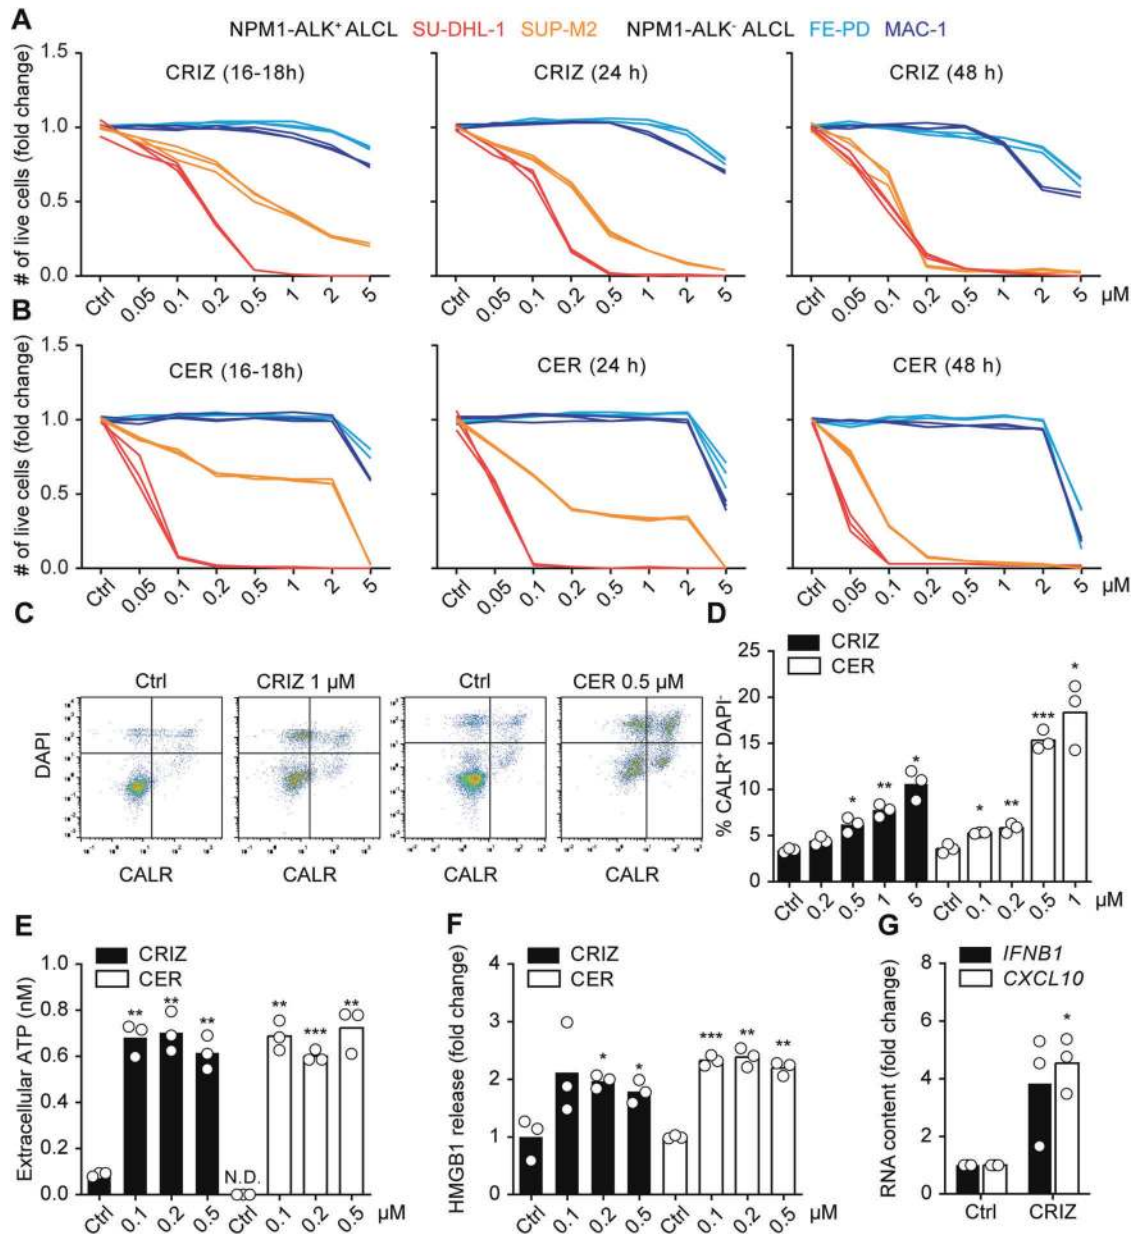 A
NPM1-ALK⁺ ALCL SU-DHL-1 SUP-M2 NPM1-ALK⁻ ALCL FE-PD MAC-1
CRIZ (16-18h) CRIZ (24 h) CRIZ (48 h)
# of live cells (fold change)
1.5
1.0
0.5
0.0
Ctrl 0.05 0.1 0.2 0.5 1 2 5
Ctrl 0.05 0.1 0.2 0.5 1 2 5
Ctrl 0.05 0.1 0.2 0.5 1 2 5 µM
B
CER (16-18h) CER (24 h) CER (48 h)
# of live cells (fold change)
1.5
1.0
0.5
0.0
Ctrl 0.05 0.1 0.2 0.5 1 2 5
Ctrl 0.05 0.1 0.2 0.5 1 2 5
Ctrl 0.05 0.1 0.2 0.5 1 2 5 µM
C
Ctrl CRIZ 1 µM Ctrl CER 0.5 µM
DAPI
CALR CALR CALR CALR
D
CRIZ
CER
% CALR⁺ DAPI⁻
25
20
15
10
5
0
* ** * * ** *** *
Ctrl 0.2 0.5 1 5 Ctrl 0.1 0.2 0.5 1 µM
E
CRIZ
CER
Extracellular ATP (nM)
1.0
0.8
0.6
0.4
0.2
0.0
** ** ** N.D. ** *** **
Ctrl 0.1 0.2 0.5 Ctrl 0.1 0.2 0.5 µM
F
CRIZ
CER
HMGB1 release (fold change)
4
3
2
1
0
* * *** ** **
Ctrl 0.1 0.2 0.5 Ctrl 0.1 0.2 0.5 µM
G
IFNB1
CXCL10
RNA content (fold change)
10
8
6
4
2
0
*
Ctrl CRIZ